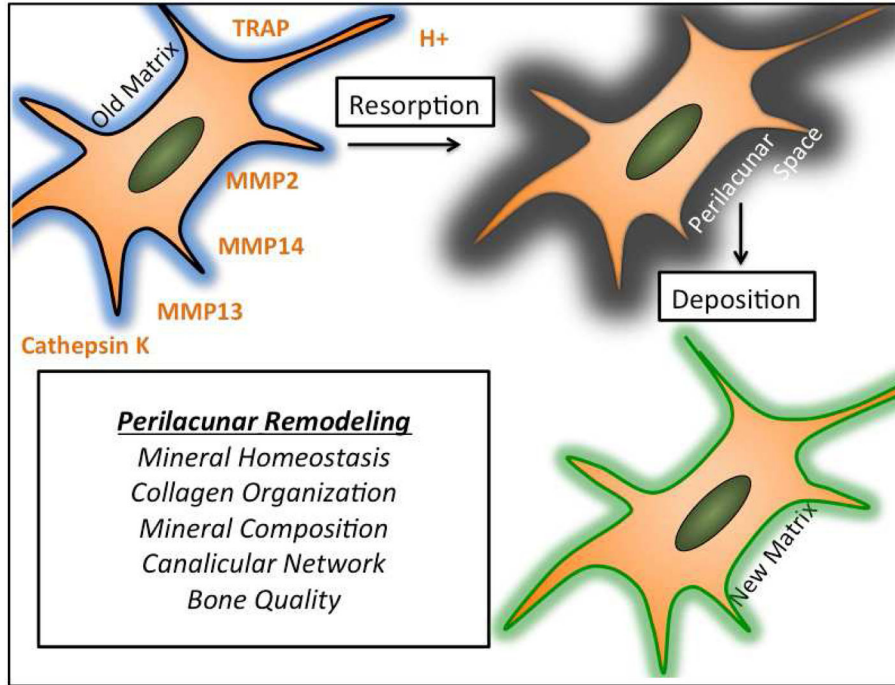 TRAP
H+
Old Matrix
Resorption
MMP2
MMP14
MMP13
Cathepsin K
Perilacunar
Space
Deposition
New Matrix
Perilacunar Remodeling
Mineral Homeostasis
Collagen Organization
Mineral Composition
Canalicular Network
Bone Quality